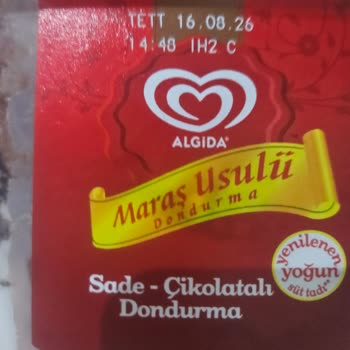 TETT 16.08.26
14:48 IH2 C
ALGIDA
Maraş Usulü
Dondurma
yenilenen
yoğun
süt tadı**
Sade - Çikolatalı
Dondurma